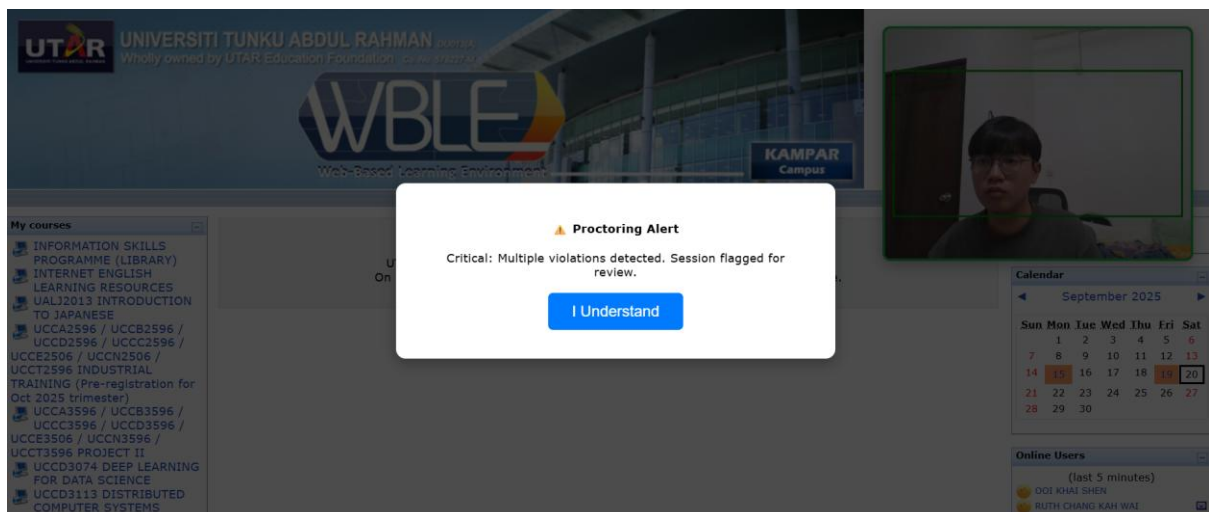 UTAR
UNIVERSITI TUNKU ABDUL RAHMAN
Wholly owned by UTAR Education Foundation
WBLE
Web-Based Learning Environment
KAMPAR
Campus
⚠ Proctoring Alert
Critical: Multiple violations detected. Session flagged for
review.
I Understand
My courses
INFORMATION SKILLS
PROGRAMME (LIBRARY)
INTERNET ENGLISH
LEARNING RESOURCES
UALJ2013 INTRODUCTION
TO JAPANESE
UCCA2596 / UCCB2596 /
UCCD2596 / UCCC2596 /
UCCE2506 / UCCN2506 /
UCCT2596 INDUSTRIAL
TRAINING (Pre-registration for
Oct 2025 trimester)
UCCA3596 / UCCB3596 /
UCCC3596 / UCCD3596 /
UCCE3506 / UCCN3596 /
UCCT3596 PROJECT II
UCCD3074 DEEP LEARNING
FOR DATA SCIENCE
UCCD3113 DISTRIBUTED
COMPUTER SYSTEMS
U
On
Calendar
◄ September 2025 ►
Sun Mon Tue Wed Thu Fri Sat
1 2 3 4 5 6
7 8 9 10 11 12 13
14 15 16 17 18 19 20
21 22 23 24 25 26 27
28 29 30
Online Users
(last 5 minutes)
OOI KHAI SHEN
RUTH CHANG KAH WAI